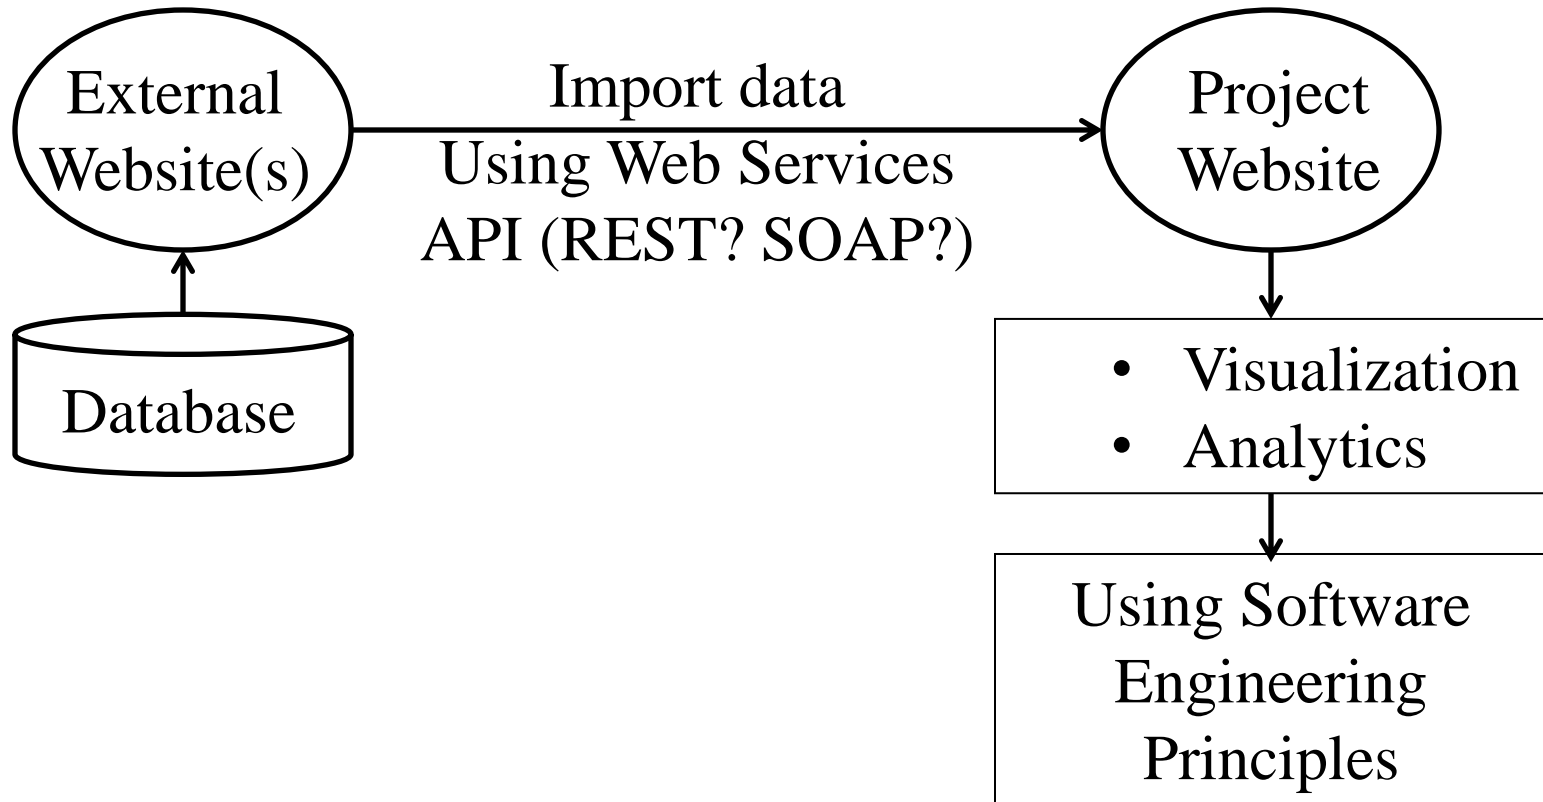 External
Website(s)
Import data
Using Web Services
API (REST? SOAP?)
Project
Website
Database
• Visualization
• Analytics
Using Software
Engineering
Principles